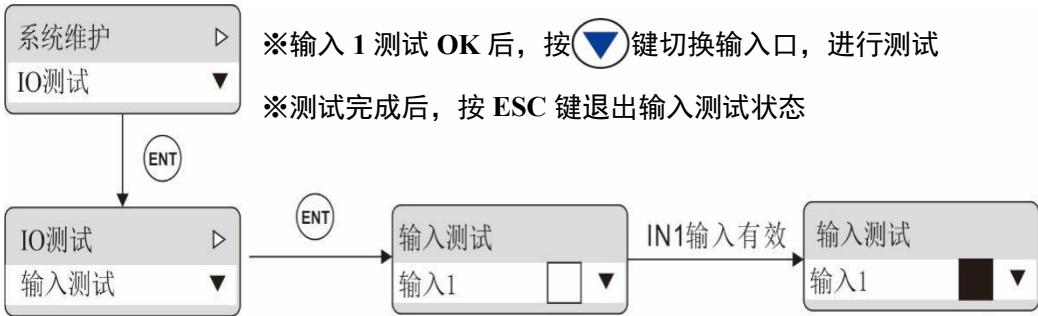 系统维护 ▷
IO测试 ▼
※输入 1 测试 OK 后，按▼键切换输入口，进行测试
※测试完成后，按 ESC 键退出输入测试状态
ENT
IO测试 ▷
输入测试 ▼
ENT
输入测试
输入1 □ ▼
IN1输入有效
输入测试
输入1 ■ ▼